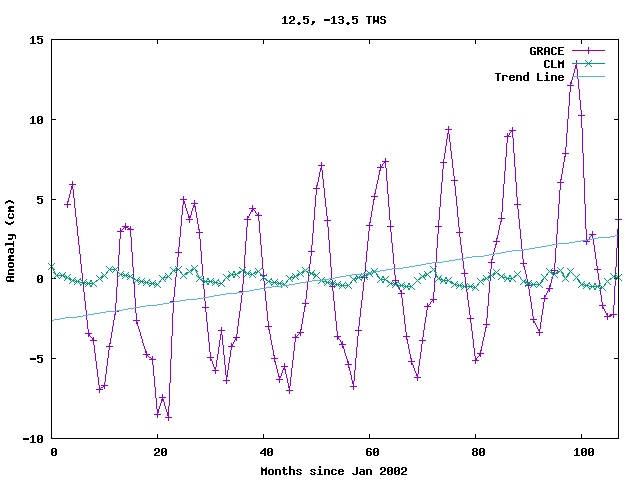 12.5, -13.5 TWS
15
GRACE
CLM
Trend Line
10
5
0
-5
-10
Anomaly (cm)
0 20 40 60 80 100
Months since Jan 2002